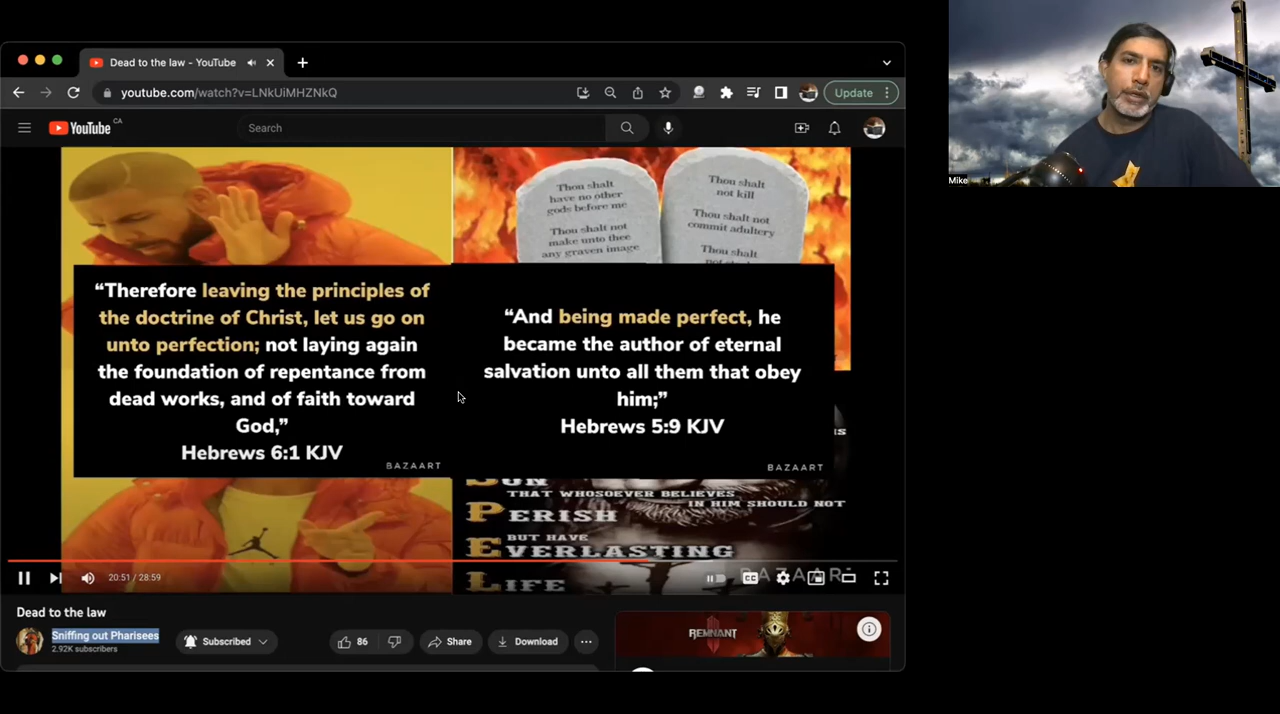 Dead to the law - YouTube
youtube.com/watch?v=LNkUiMHZNkQ
Update
YouTube CA
Search
Thou shalt
have no other
gods before me
Thou shalt not
make unto thee
any graven image
Thou shalt
not kill
Thou shalt not
commit adultery
Thou shalt
“Therefore leaving the principles of
the doctrine of Christ, let us go on
unto perfection; not laying again
the foundation of repentance from
dead works, and of faith toward
God,”
Hebrews 6:1 KJV
BAZAART
“And being made perfect, he
became the author of eternal
salvation unto all them that obey
him;”
Hebrews 5:9 KJV
BAZAART
THAT WHOSOEVER BELIEVES
IN HIM SHOULD NOT
PERISH
BUT HAVE
EVERLASTING
LIFE
BAZAART
20:51 / 28:59
CC
Dead to the law
Sniffing out Pharisees
2.92K subscribers
Subscribed
86
Share
Download
REMNANT
Mike